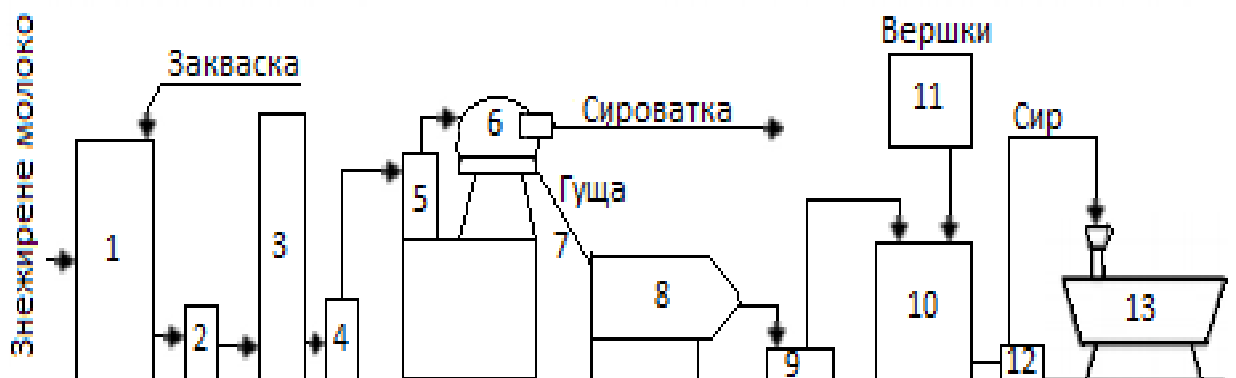 Знежирене молоко
Закваска
1
2
3
4
5
6
Сироватка
Гуща
7
8
9
10
Вершки
11
12
Сир
13